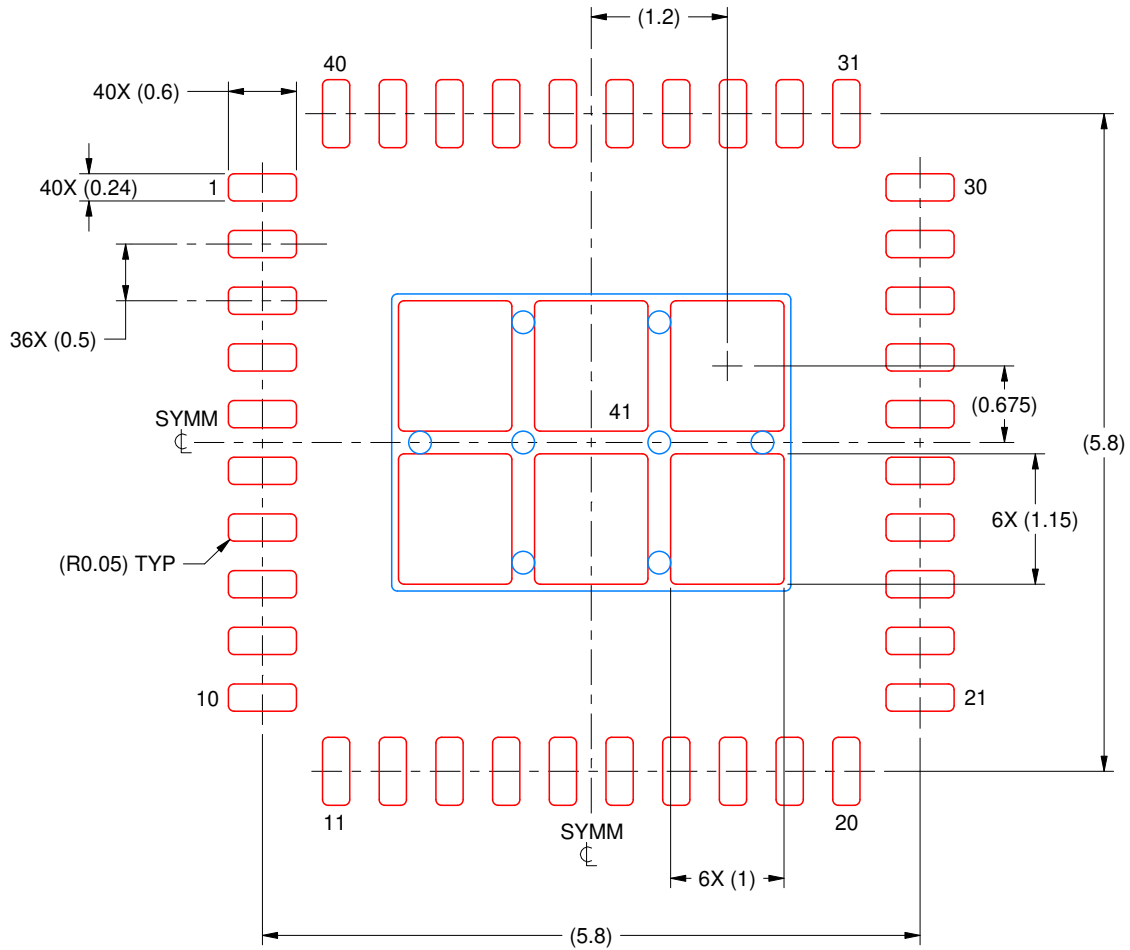 (1.2)
40
31
40X (0.6)
40X (0.24)
1
30
36X (0.5)
SYMM
℄
41
(0.675)
(5.8)
6X (1.15)
(R0.05) TYP
10
21
11
20
SYMM
℄
6X (1)
(5.8)